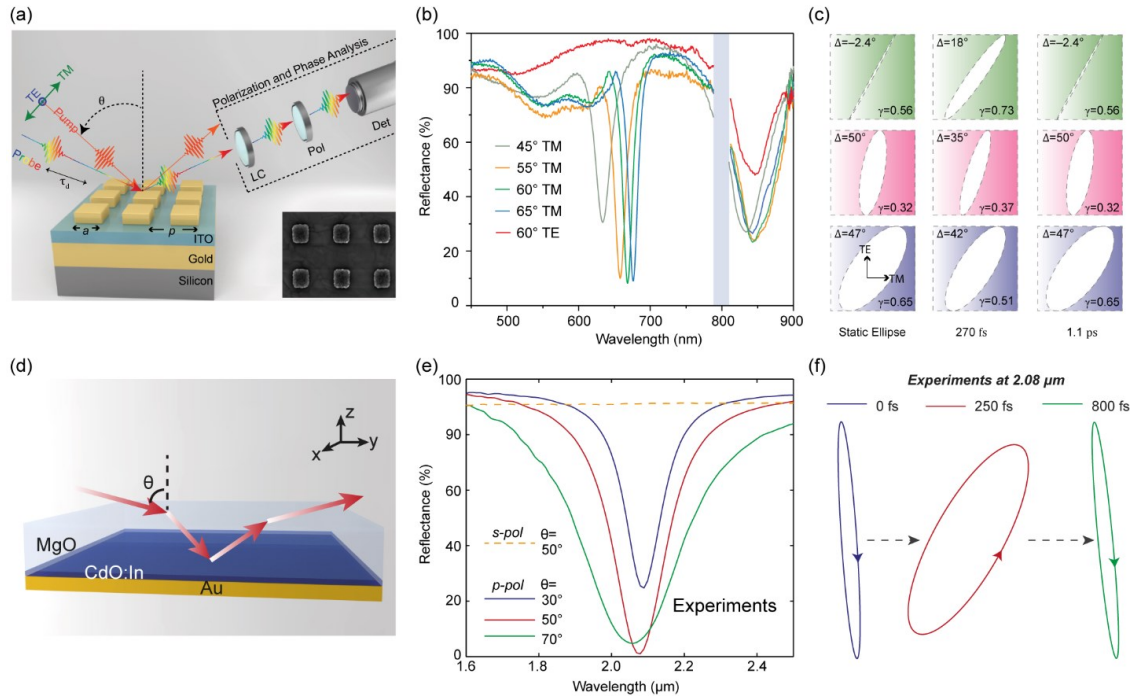 (a)
TE
TM
Pump
Probe
τd
θ
Polarization and Phase Analysis
LC
Pol
Det
a
p
ITO
Gold
Silicon
(b)
Reflectance (%)
100
90
80
60
40
20
0
45° TM
55° TM
60° TM
65° TM
60° TE
500
600
700
800
900
Wavelength (nm)
(c)
Δ=−2.4°
γ=0.56
Δ=18°
γ=0.73
Δ=−2.4°
γ=0.56
Δ=50°
γ=0.32
Δ=35°
γ=0.37
Δ=50°
γ=0.32
Δ=47°
TE
TM
γ=0.65
Δ=42°
γ=0.51
Δ=47°
γ=0.65
Static Ellipse
270 fs
1.1 ps
(d)
z
y
x
θ
MgO
CdO:In
Au
(e)
Reflectance (%)
100
90
80
60
40
90
0
s-pol θ=
50°
p-pol θ=
30°
50°
70°
Experiments
1.6
1.8
2.0
2.2
2.4
Wavelength (µm)
(f)
Experiments at 2.08 µm
0 fs
250 fs
800 fs